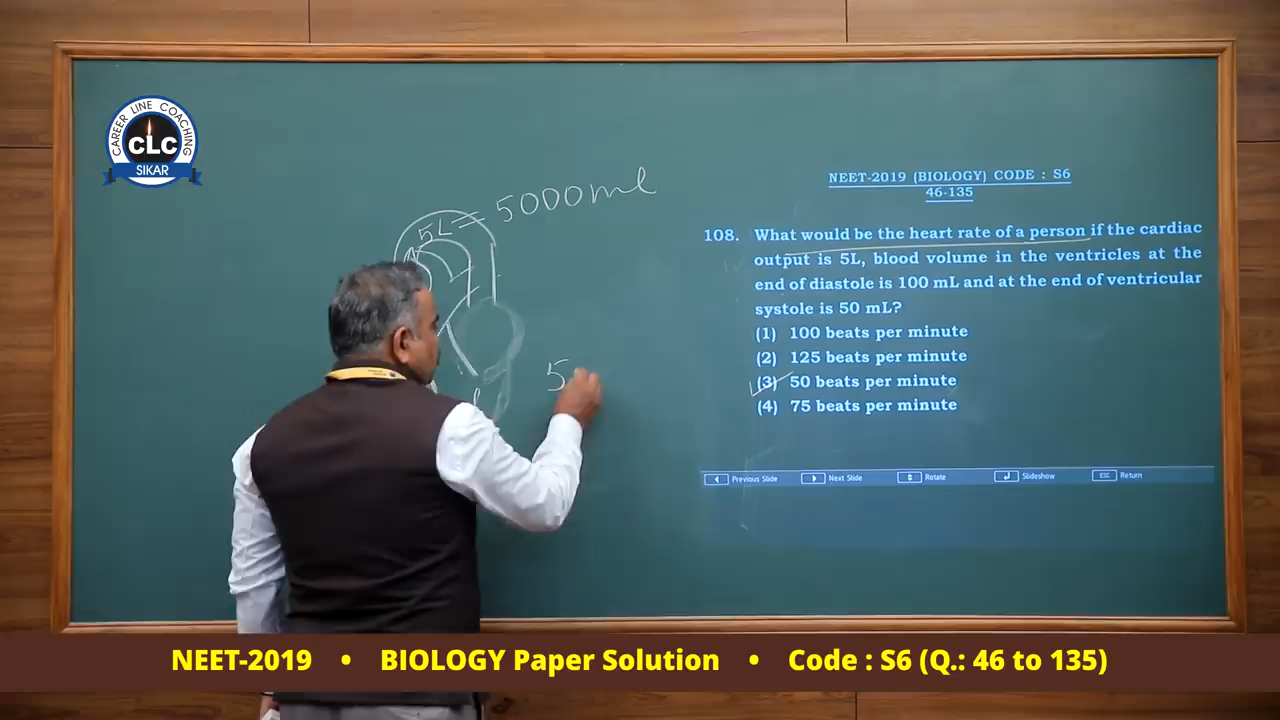 CAREER LINE COACHING
CLC
SIKAR
5L = 5000ml
5
NEET-2019 (BIOLOGY) CODE : S6
46-135
108. What would be the heart rate of a person if the cardiac
output is 5L, blood volume in the ventricles at the
end of diastole is 100 mL and at the end of ventricular
systole is 50 mL?
(1) 100 beats per minute
(2) 125 beats per minute
(3) 50 beats per minute
(4) 75 beats per minute
Previous Slide Next Slide Rotate Slideshow ESC Return
NEET-2019 • BIOLOGY Paper Solution • Code : S6 (Q.: 46 to 135)